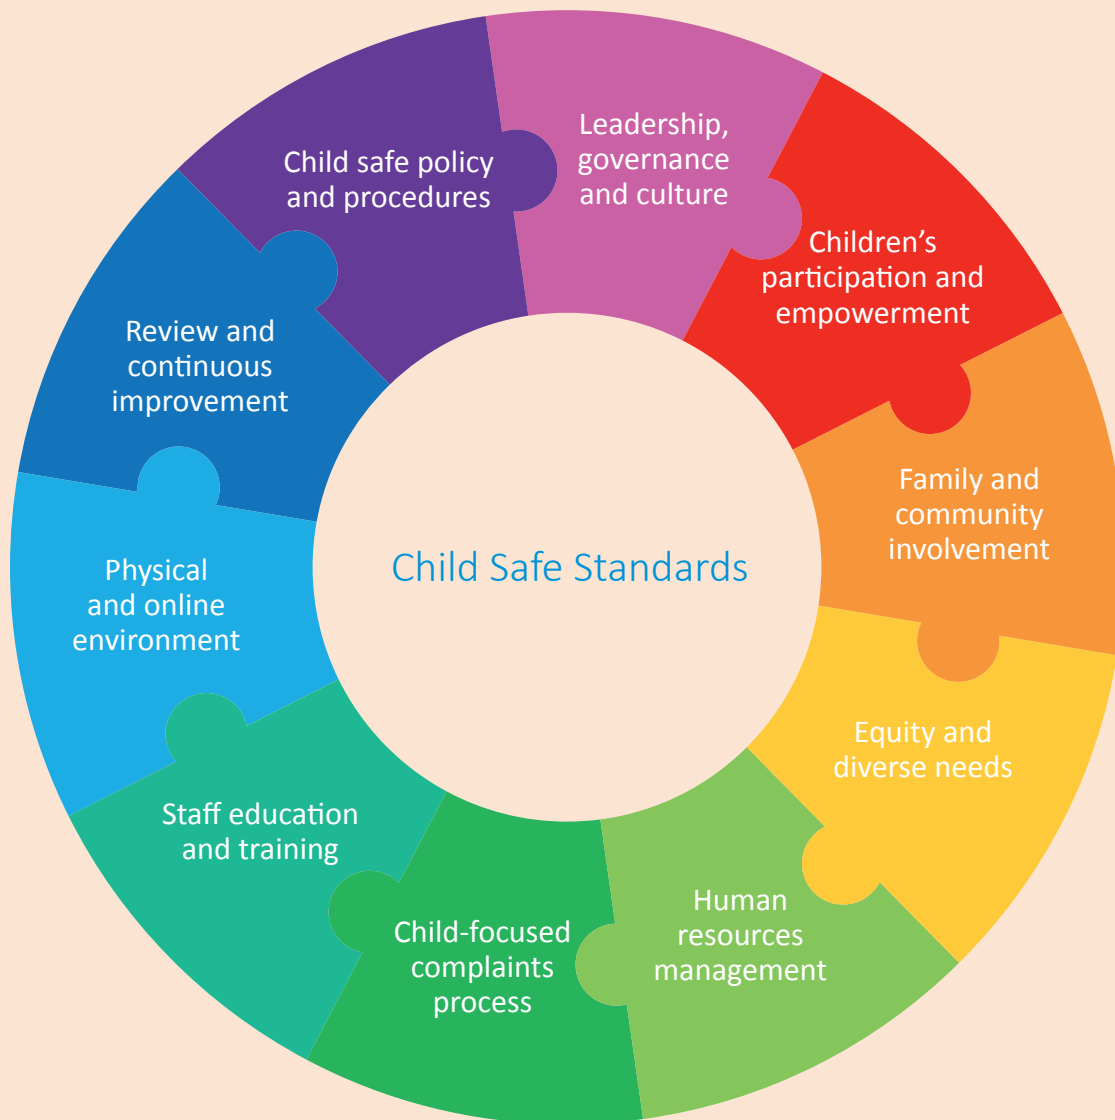 Leadership,
governance
and culture
Children’s
participation and
empowerment
Family and
community
involvement
Equity and
diverse needs
Human
resources
management
Child-focused
complaints
process
Staff education
and training
Physical
and online
environment
Review and
continuous
improvement
Child safe policy
and procedures
Child Safe Standards